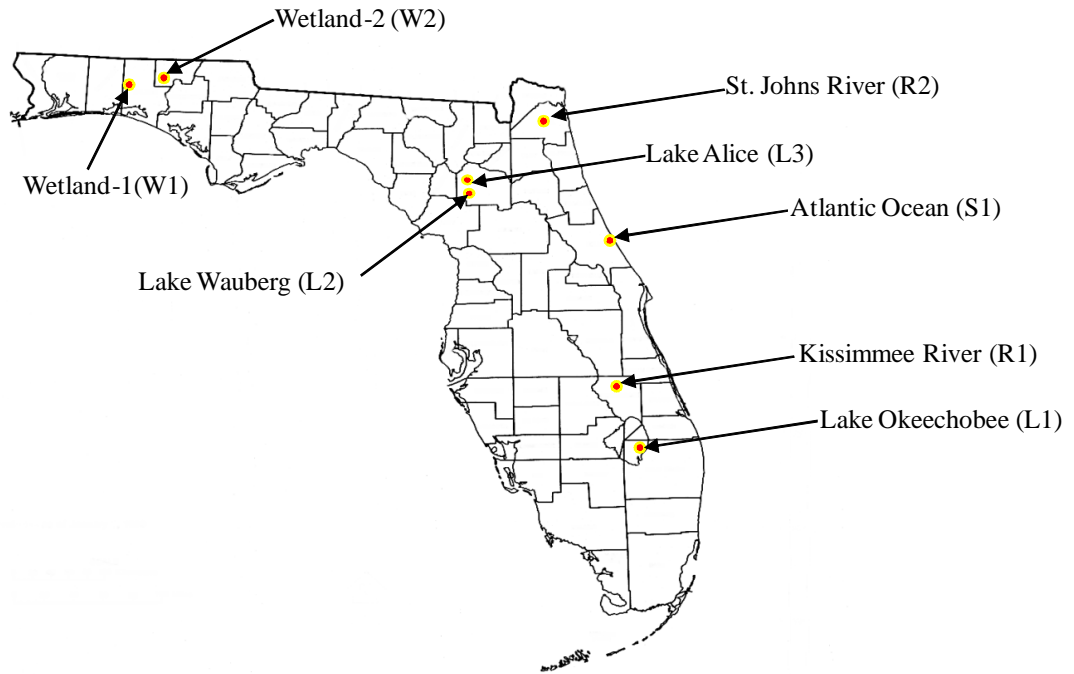 Wetland-2 (W2)
St. Johns River (R2)
Lake Alice (L3)
Wetland-1(W1)
Atlantic Ocean (S1)
Lake Wauberg (L2)
Kissimmee River (R1)
Lake Okeechobee (L1)